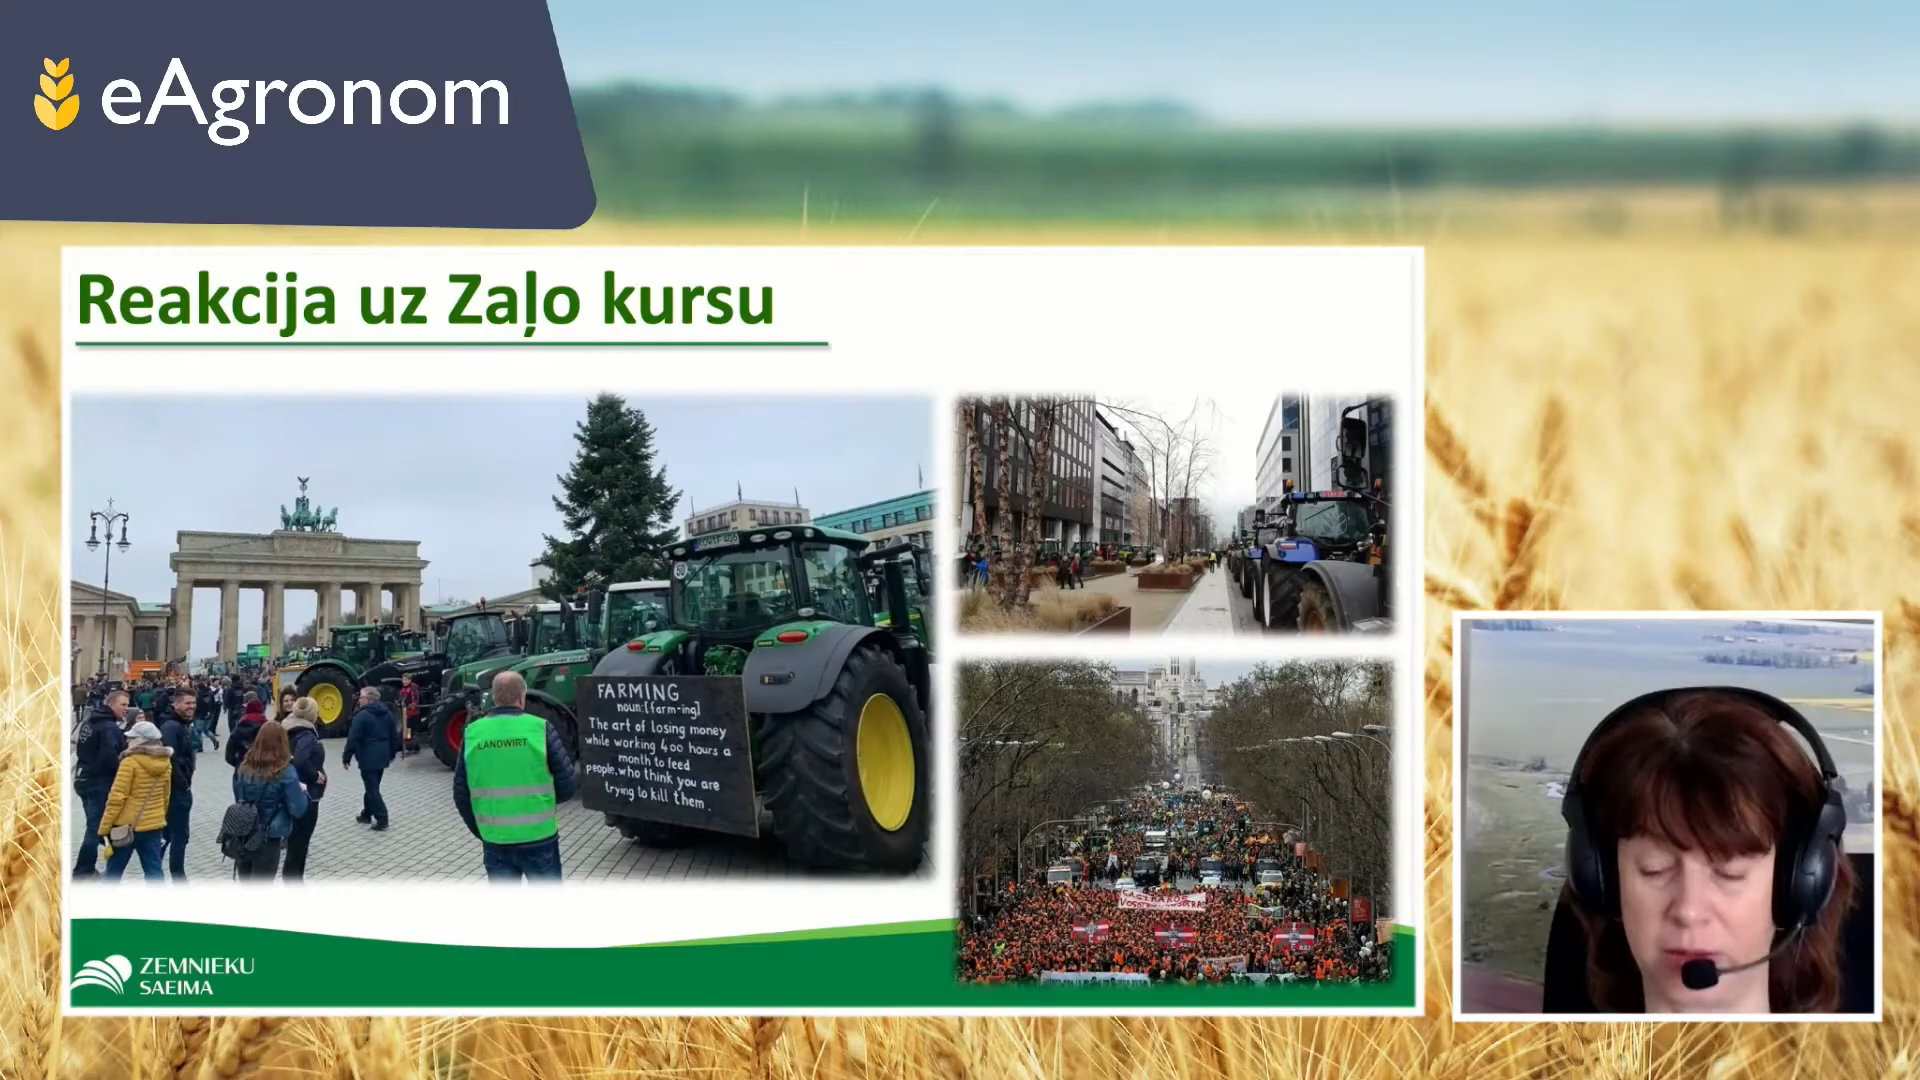 eAgronom
Reakcija uz Zaļo kursu
FARMING
noun:[farm-ing]
The art of losing money
while working 400 hours a
month to feed
people, who think you are
trying to kill them.
LANDWIRT
50
ZEMNIEKU
SAEIMA